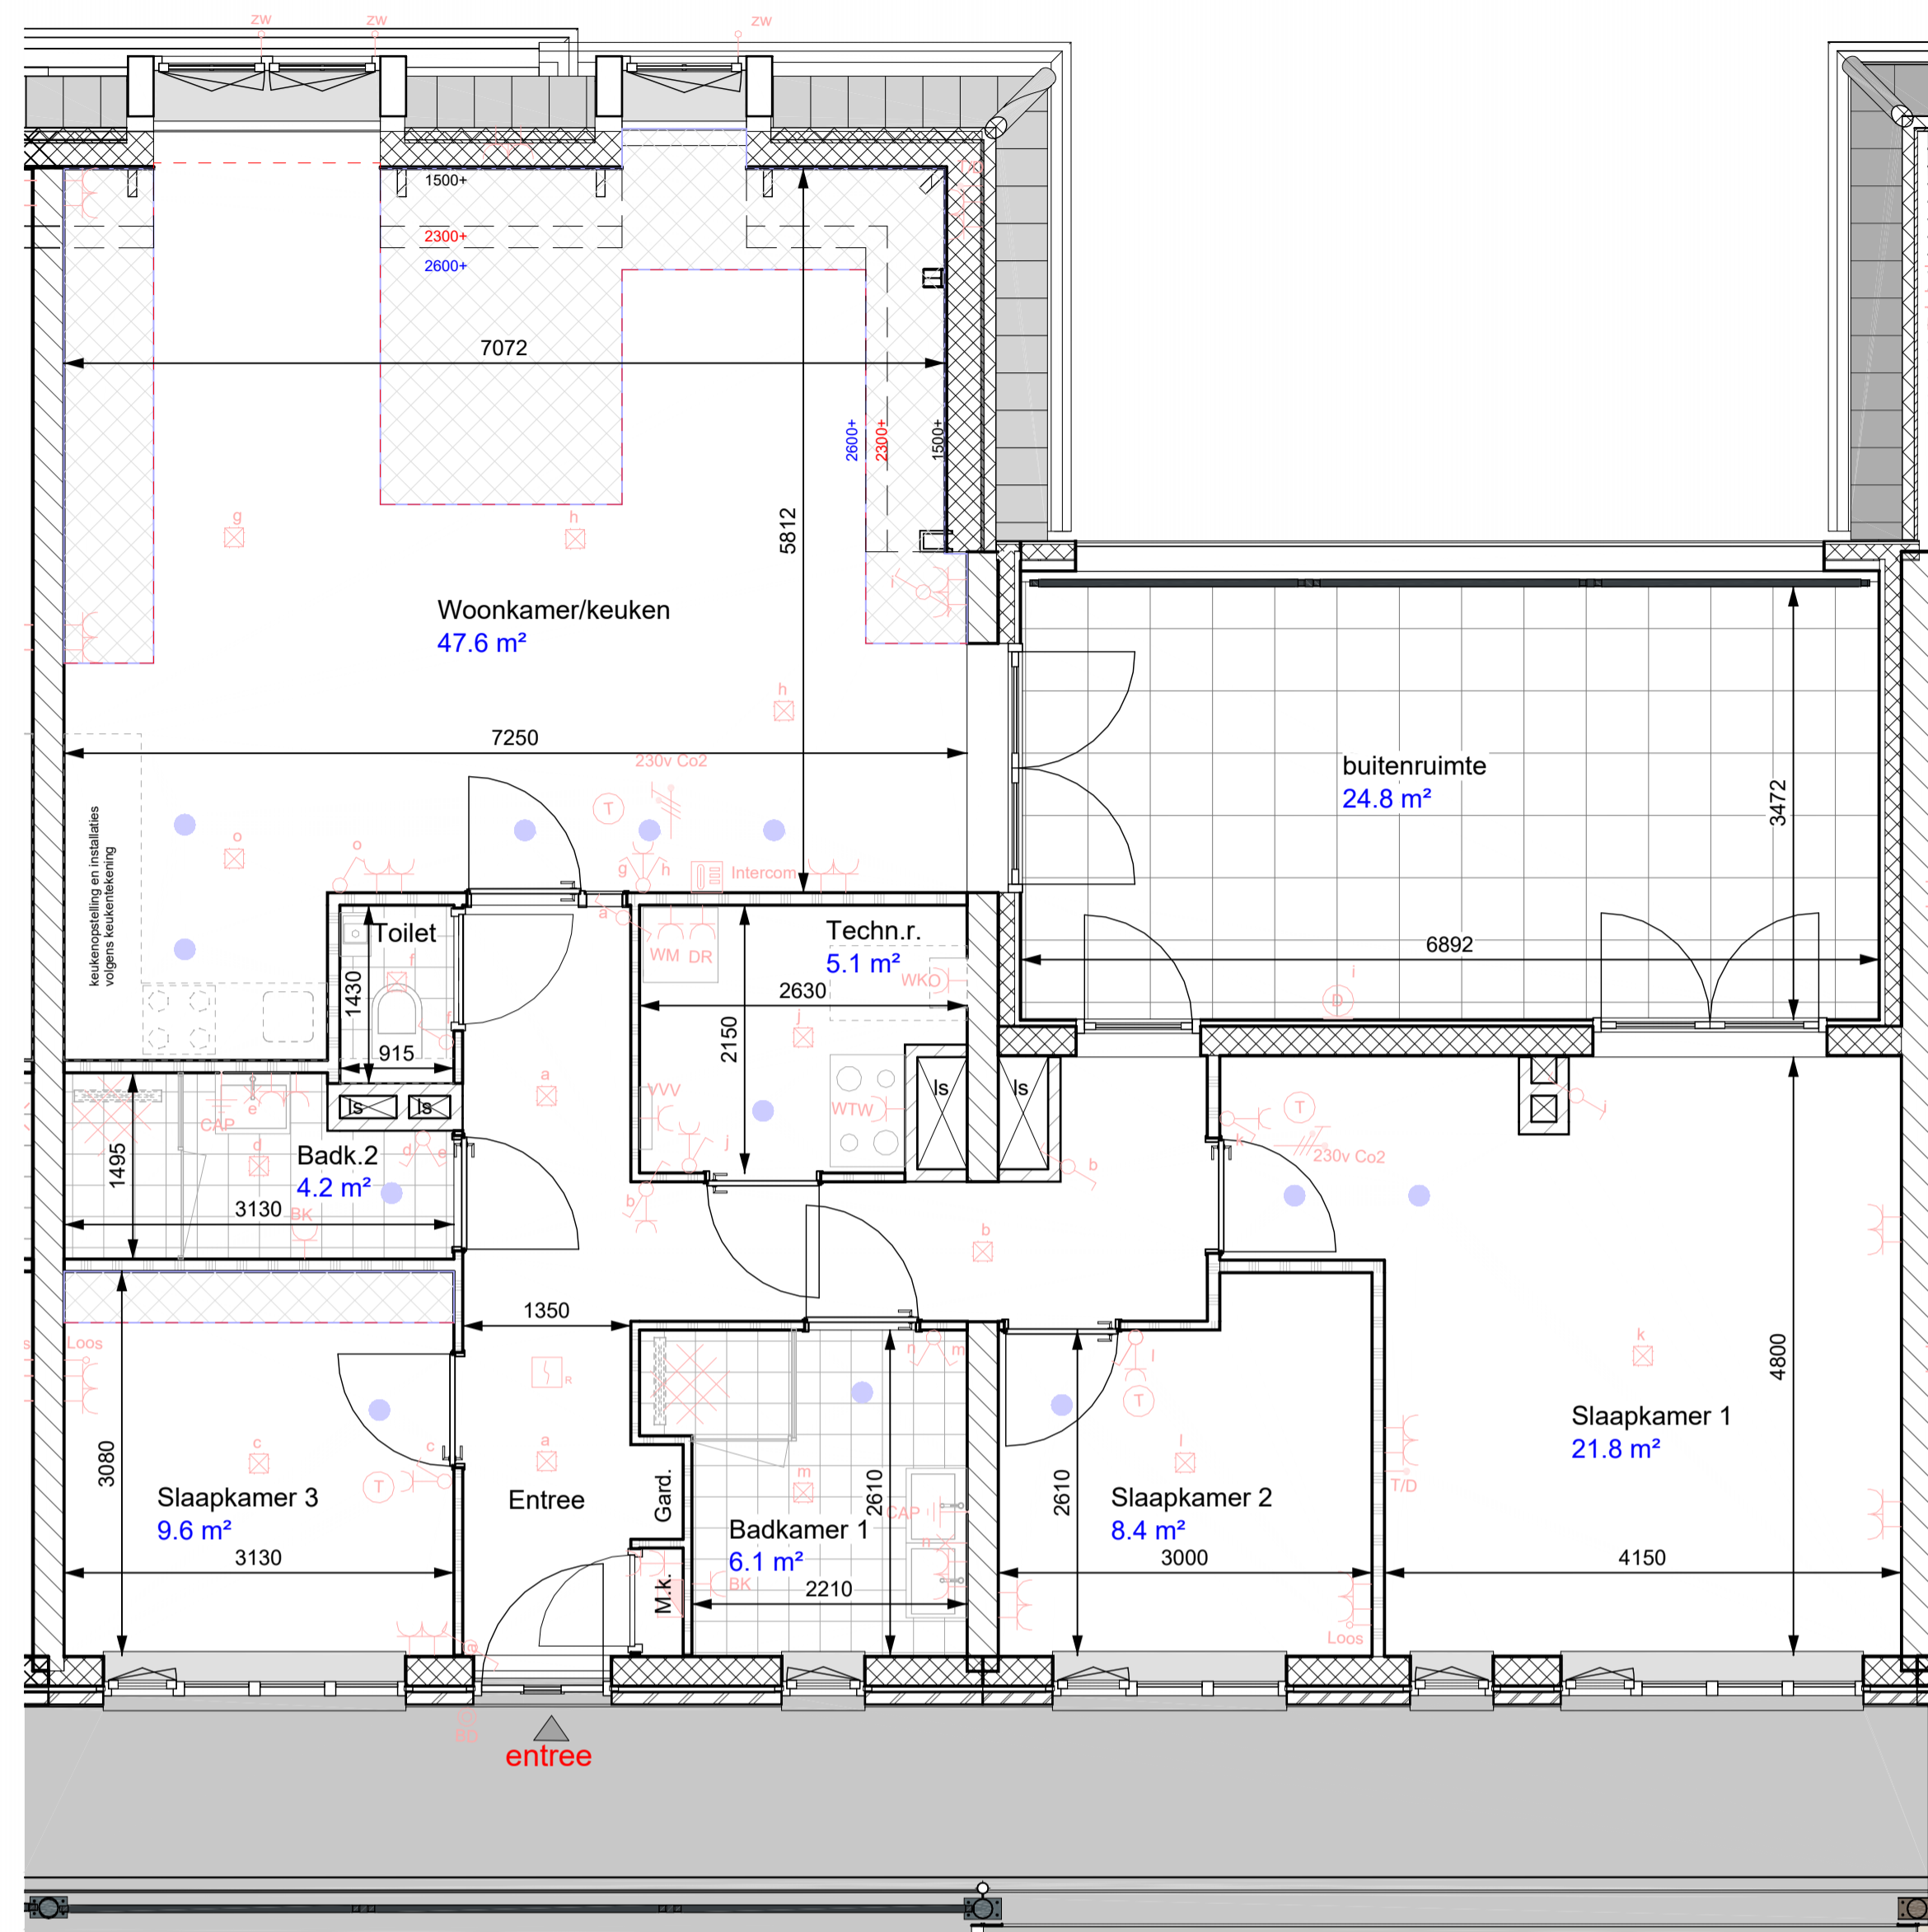 zw
zw
zw
T/D
1500+
2300+
2600+
7072
2600+
2300+
1500+
g
h
5812
i
Woonkamer/keuken
47.6 m²
h
7250
230v Co2
T
buitenruimte
24.8 m²
3472
keukenopstelling en installaties
volgens keukentekening
o
o
g
h
Intercom
a
Toilet
f
f
1430
915
WM
DR
Techn.r.
5.1 m²
WKO
2630
j
2150
6892
i
D
a
VVV
WTW
ls
ls
ls
ls
j
CAP
e
d
d
e
1495
Badk.2
4.2 m²
3130
BK
b
b
b
k
T
230v Co2
j
1350
n
m
l
T
k
4800
Loos
s
R
3080
c
c
T
Slaapkamer 3
9.6 m²
3130
a
Entree
Gard.
M.k.
m
CAP
n
2610
Badkamer 1
6.1 m²
BK
2210
2610
l
Slaapkamer 2
8.4 m²
3000
Loos
T/D
Slaapkamer 1
21.8 m²
4150
a
BD
entree